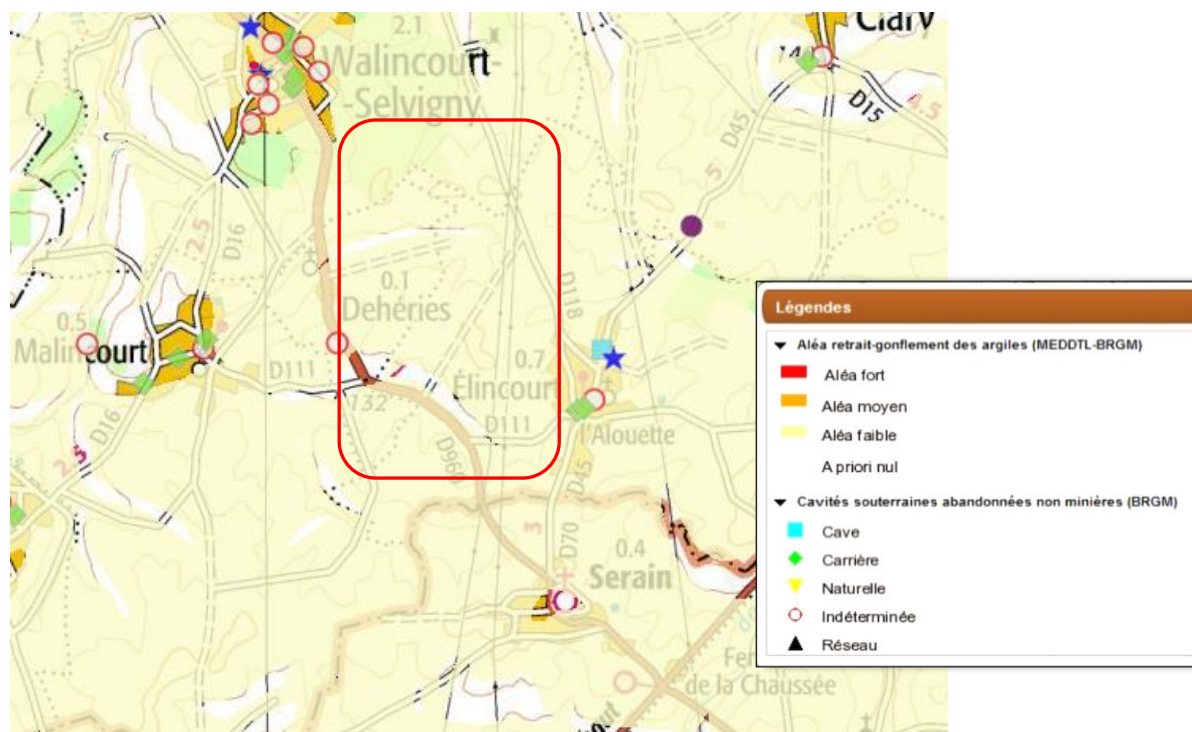 2.1
Walincourt-
-Selvigny
Clary
D15
4.5
D45
5
2.5
D16
0.1
Dehéries
D118
0.5
Malincourt
D111
132
0.7
Élincourt
D111
l'Alouette
D16
D960
D45
3
D70
0.4
Serain
de la Chaussée
Légendes
Aléa retrait-gonflement des argiles (MEDDTL-BRGM)
Aléa fort
Aléa moyen
Aléa faible
A priori nul
Cavités souterraines abandonnées non minières (BRGM)
Cave
Carrière
Naturelle
Indéterminée
Réseau